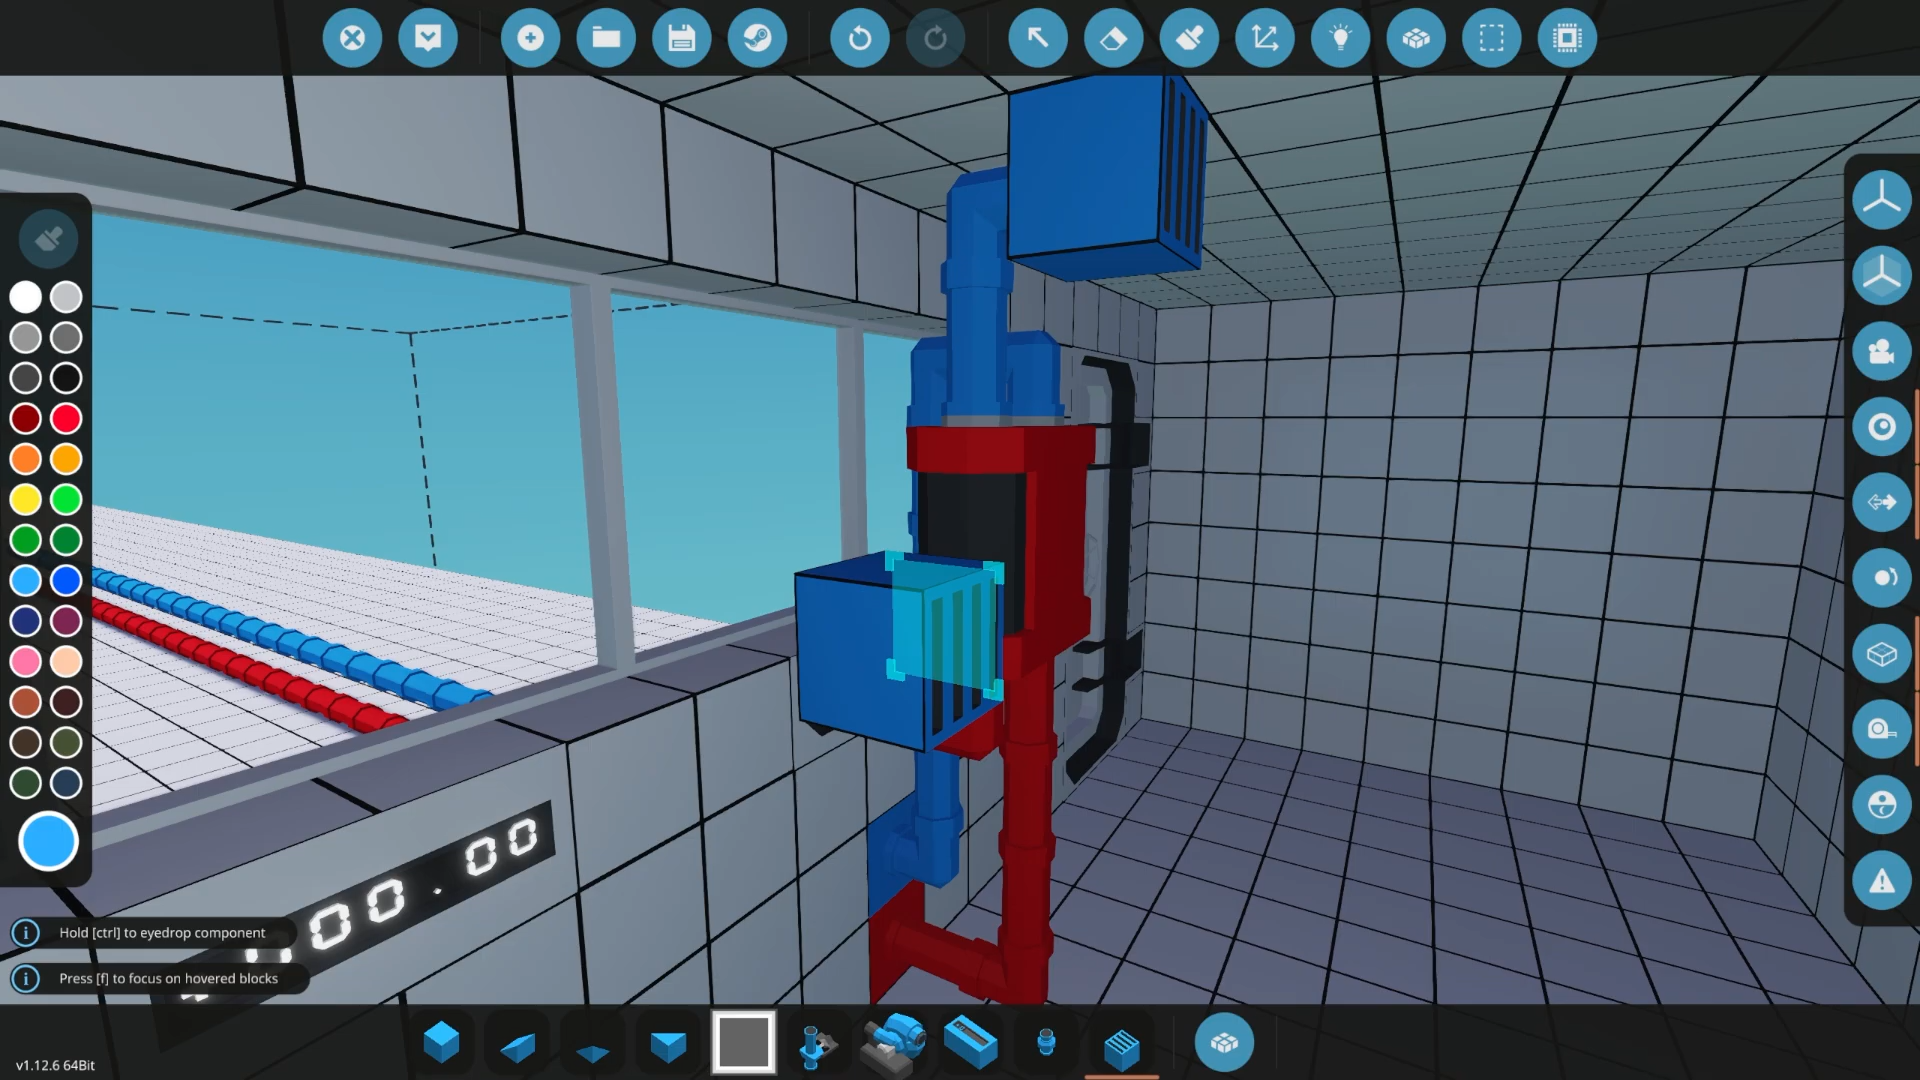 00.00
Hold [ctrl] to eyedrop component
Press [f] to focus on hovered blocks
v1.12.6 64Bit